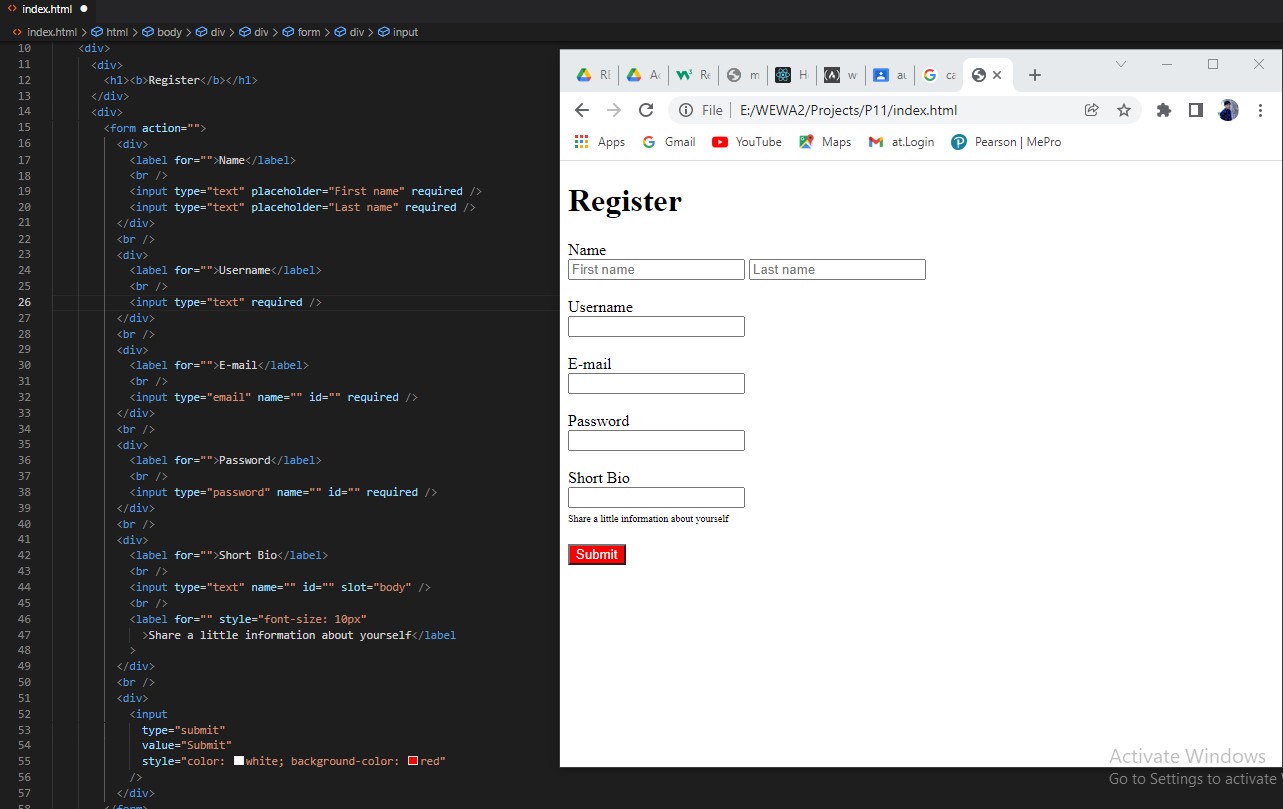 index.html
index.html > html > body > div > div > form > div > input
10 <div>
11 <div>
12 <h1><b>Register</b></h1>
13 </div>
14 <div>
15 <form action="">
16 <div>
17 <label for="">Name</label>
18 <br />
19 <input type="text" placeholder="First name" required />
20 <input type="text" placeholder="Last name" required />
21 </div>
22 <br />
23 <div>
24 <label for="">Username</label>
25 <br />
26 <input type="text" required />
27 </div>
28 <br />
29 <div>
30 <label for="">E-mail</label>
31 <br />
32 <input type="email" name="" id="" required />
33 </div>
34 <br />
35 <div>
36 <label for="">Password</label>
37 <br />
38 <input type="password" name="" id="" required />
39 </div>
40 <br />
41 <div>
42 <label for="">Short Bio</label>
43 <br />
44 <input type="text" name="" id="" slot="body" />
45 <br />
46 <label for="" style="font-size: 10px"
47 >Share a little information about yourself</label
48 >
49 </div>
50 <br />
51 <div>
52 <input
53 type="submit"
54 value="Submit"
55 style="color: white; background-color: red"
56 />
57 </div>
58 </form>
File | E:/WEWA2/Projects/P11/index.html
Apps Gmail YouTube Maps at.Login Pearson | MePro
Register
Name
First name Last name
Username
E-mail
Password
Short Bio
Share a little information about yourself
Submit
Activate Windows
Go to Settings to activate